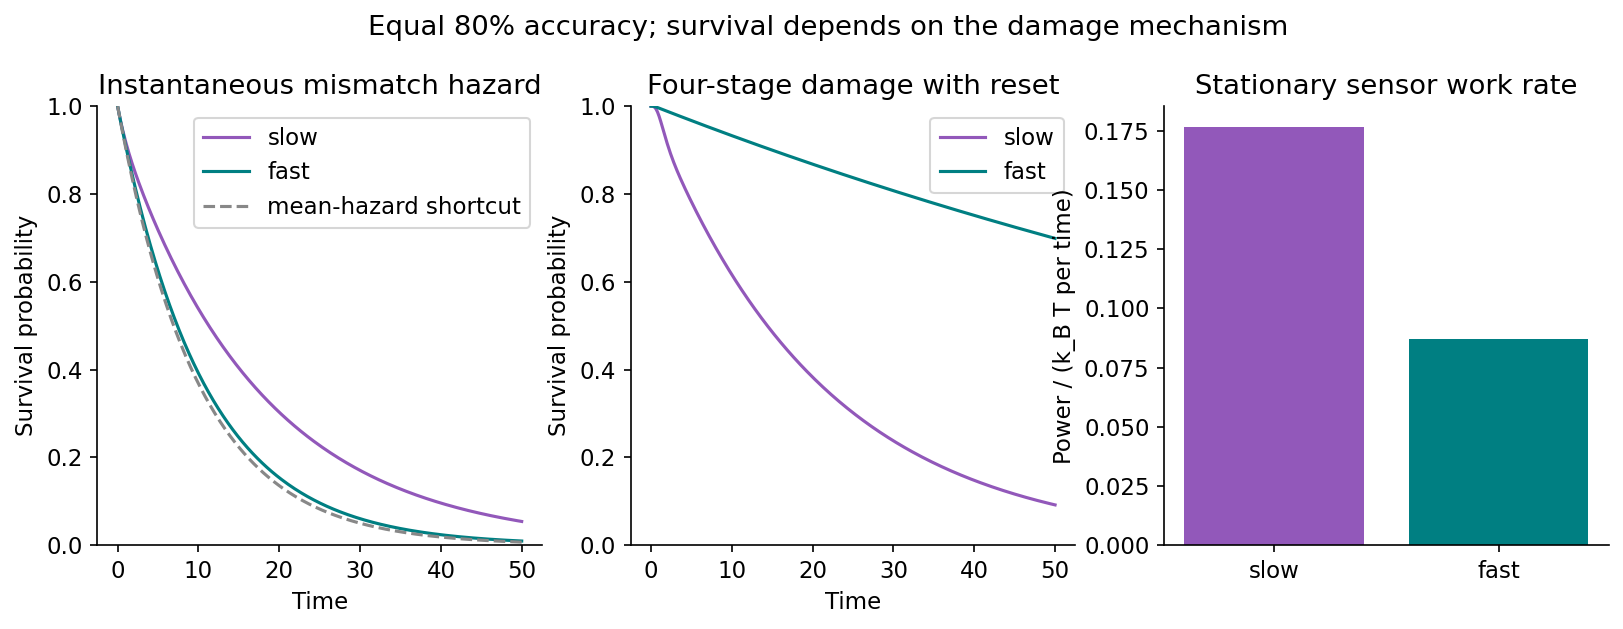 Equal 80% accuracy; survival depends on the damage mechanism
Instantaneous mismatch hazard
Survival probability
1.0
0.8
0.6
0.4
0.2
0.0
slow
fast
mean-hazard shortcut
0 10 20 30 40 50
Time
Four-stage damage with reset
Survival probability
1.0
0.8
0.6
0.4
0.2
0.0
slow
fast
0 10 20 30 40 50
Time
Stationary sensor work rate
Power / (k_B T per time)
0.175
0.150
0.125
0.100
0.075
0.050
0.025
0.000
slow fast